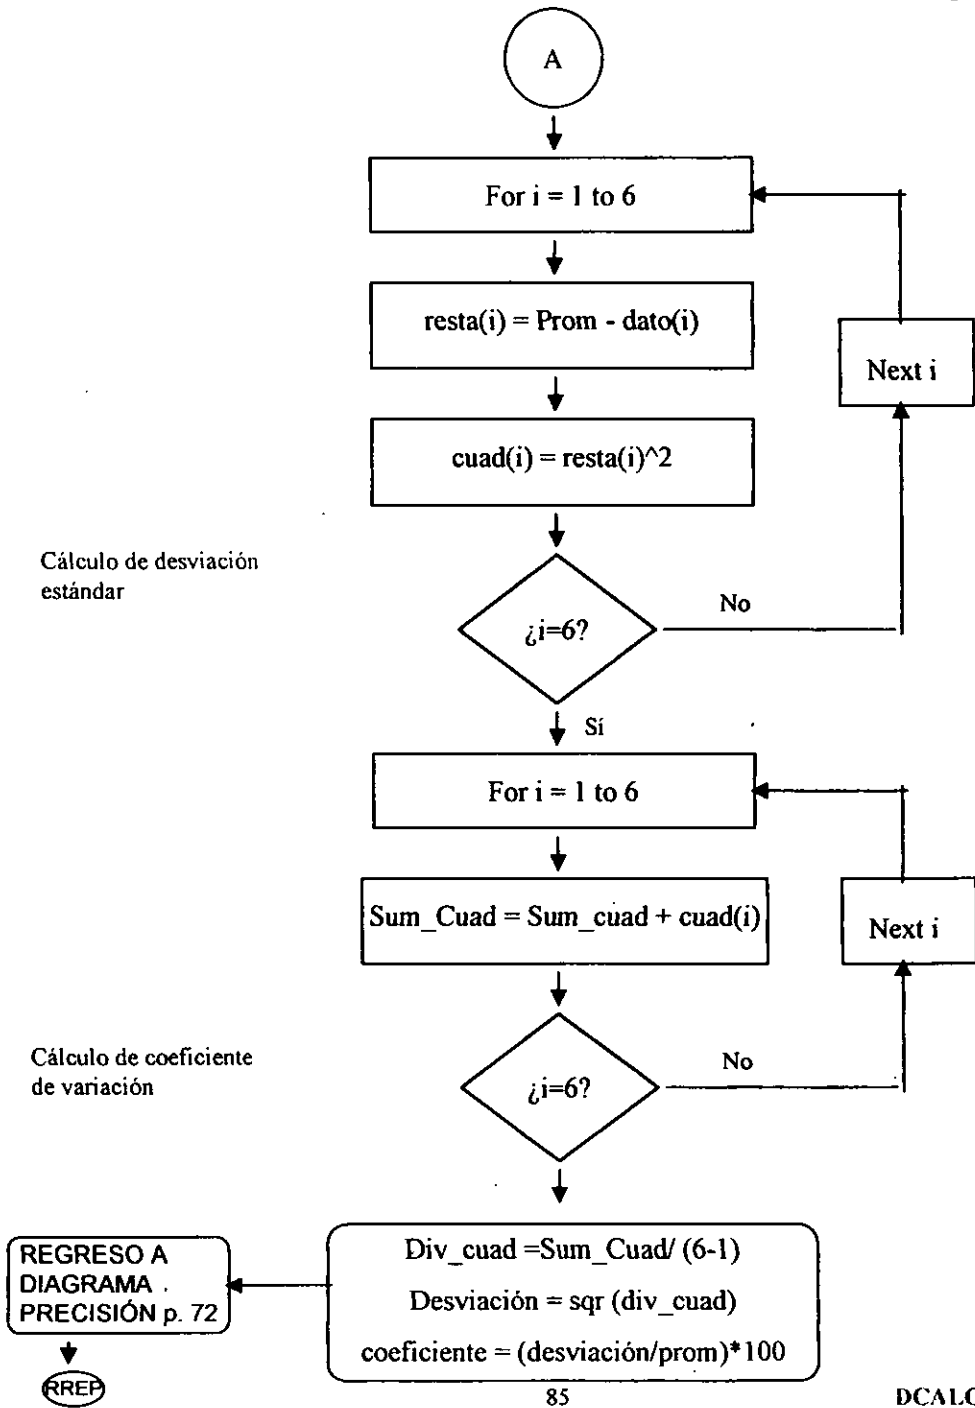 A
For i = 1 to 6
resta(i) = Prom - dato(i)
Next i
cuad(i) = resta(i)^2
Cálculo de desviación
estándar
¿i=6?
No
Sí
For i = 1 to 6
Sum_Cuad = Sum_cuad + cuad(i)
Next i
Cálculo de coeficiente
de variación
¿i=6?
No
Div_cuad =Sum_Cuad/ (6-1)
Desviación = sqr (div_cuad)
coeficiente = (desviación/prom)*100
REGRESO A
DIAGRAMA
PRECISIÓN p. 72
RREP
85